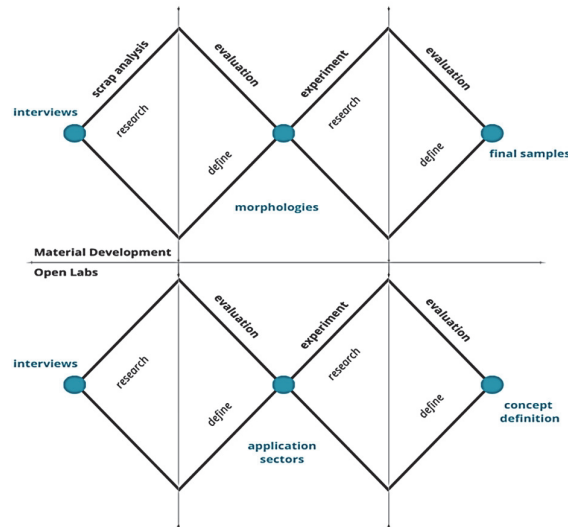 scrap analysis
evaluation
experiment
evaluation
interviews
research
define
research
define
final samples
morphologies
Material Development
Open Labs
evaluation
experiment
evaluation
interviews
research
define
research
define
application
sectors
concept
definition